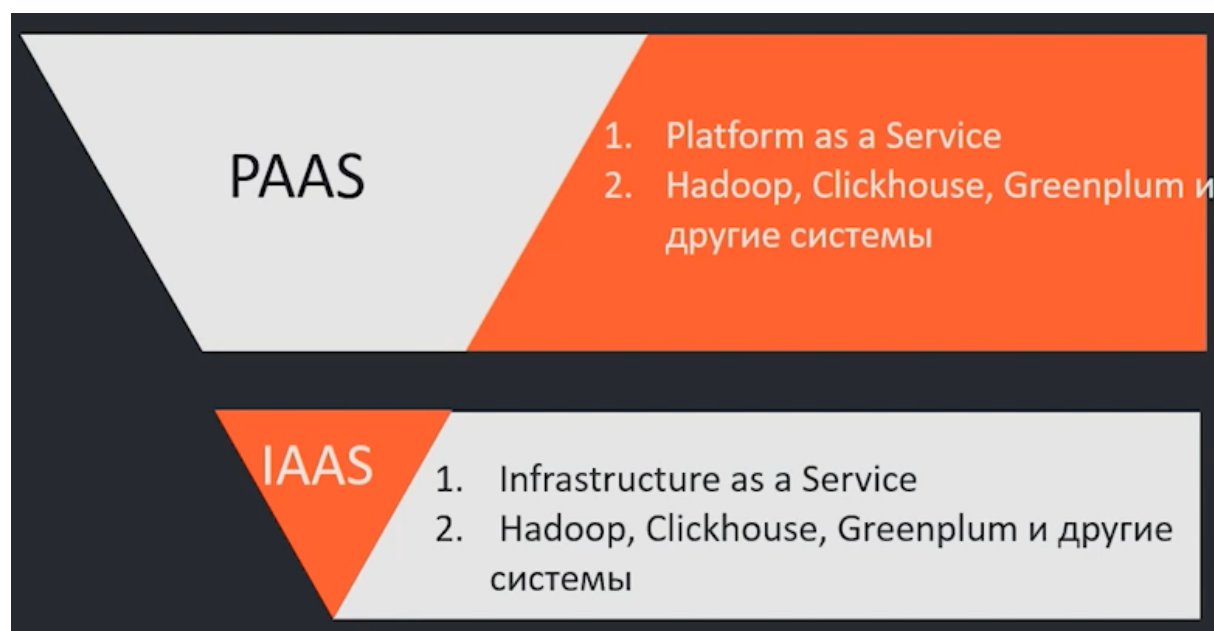 PAAS
1. Platform as a Service
2. Hadoop, Clickhouse, Greenplum и
другие системы
IAAS
1. Infrastructure as a Service
2. Hadoop, Clickhouse, Greenplum и другие
системы